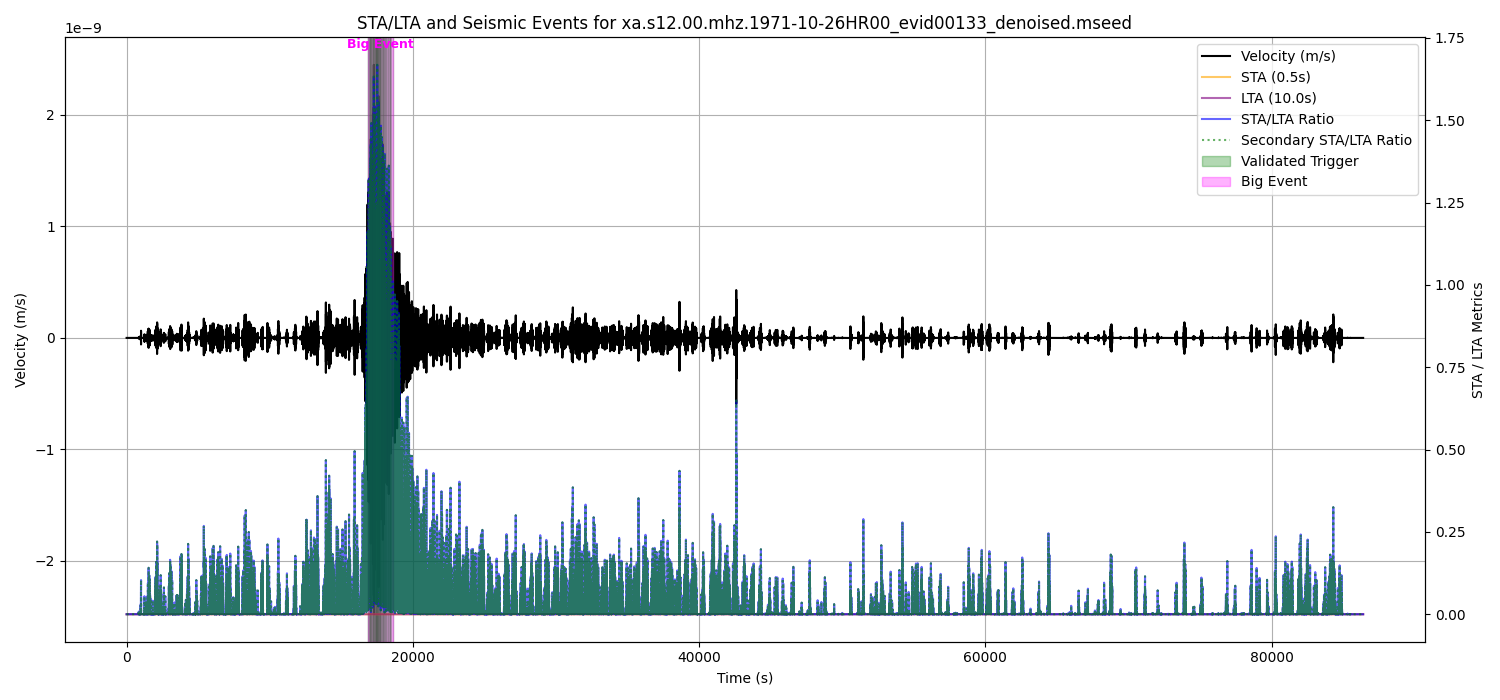 STA/LTA and Seismic Events for xa.s12.00.mhz.1971-10-26HR00_evid00133_denoised.mseed
1e−9
Big Event
Velocity (m/s)
STA (0.5s)
LTA (10.0s)
STA/LTA Ratio
Secondary STA/LTA Ratio
Validated Trigger
Big Event
2
1
0
−1
−2
Velocity (m/s)
1.75
1.50
1.25
1.00
0.75
0.50
0.25
0.00
STA / LTA Metrics
0
20000
40000
60000
80000
Time (s)